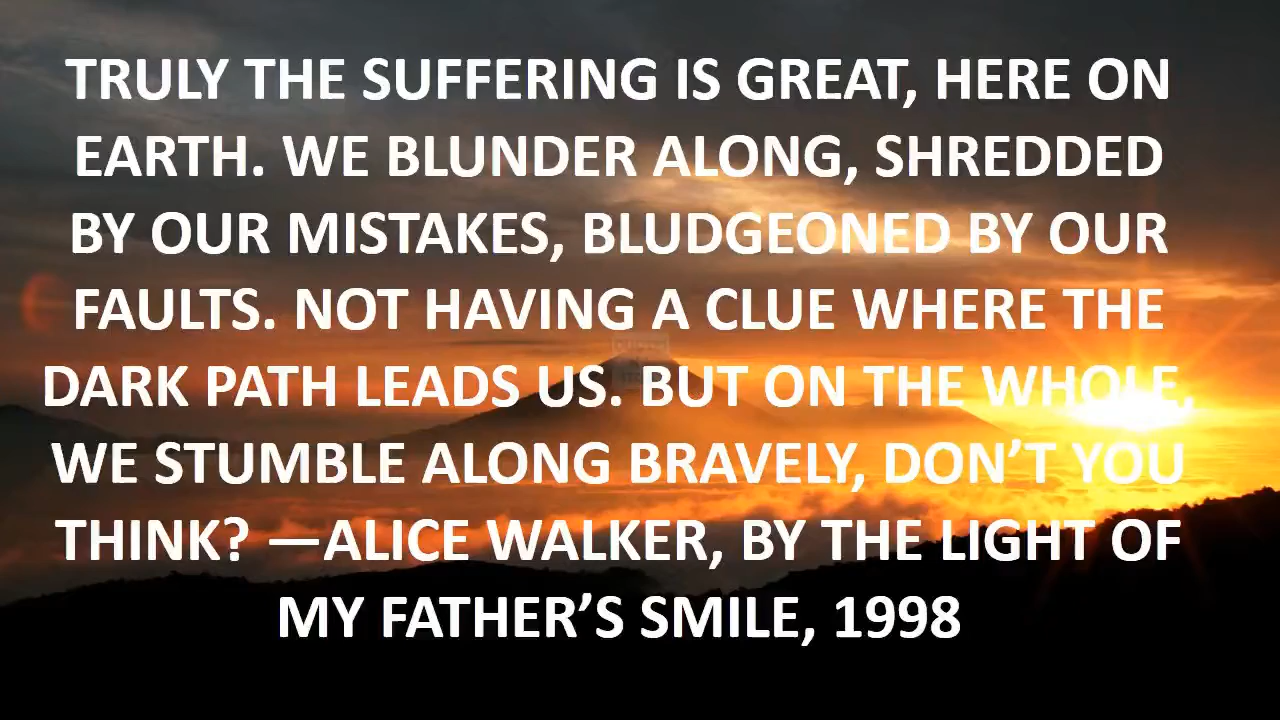 TRULY THE SUFFERING IS GREAT, HERE ON
EARTH. WE BLUNDER ALONG, SHREDDED
BY OUR MISTAKES, BLUDGEONED BY OUR
FAULTS. NOT HAVING A CLUE WHERE THE
DARK PATH LEADS US. BUT ON THE WHOLE,
WE STUMBLE ALONG BRAVELY, DON’T YOU
THINK? —ALICE WALKER, BY THE LIGHT OF
MY FATHER’S SMILE, 1998